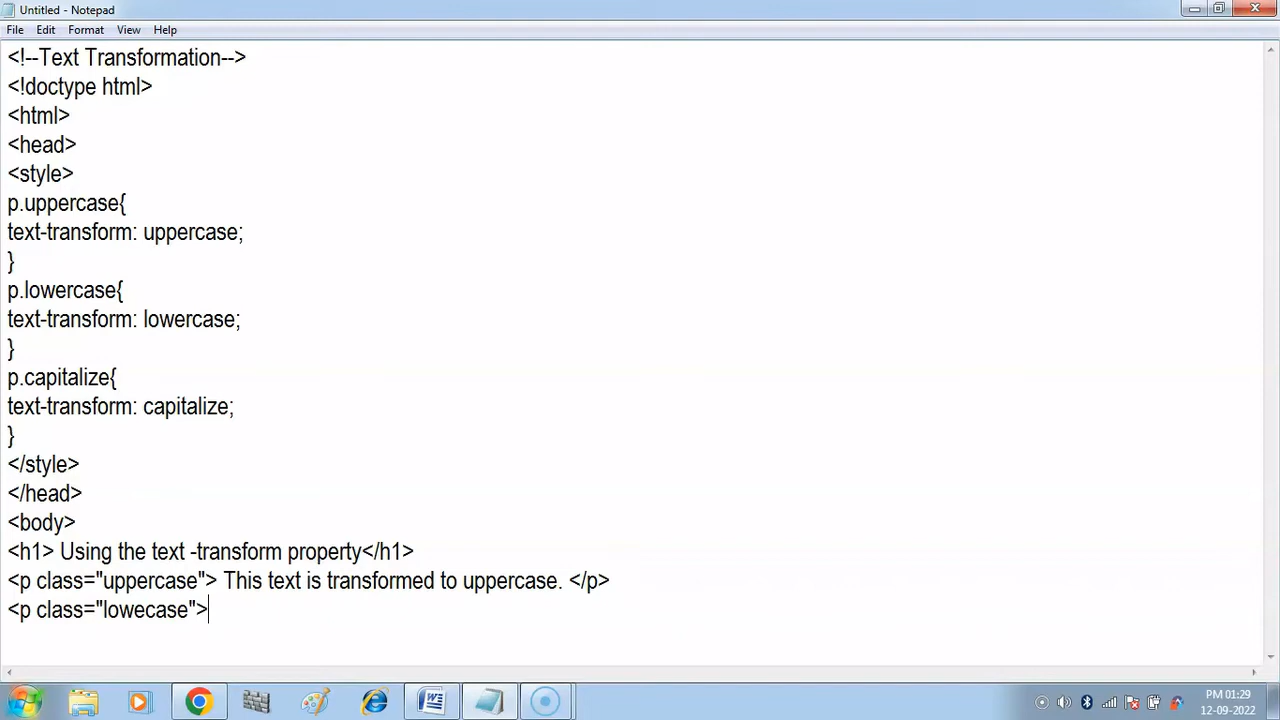 Untitled - Notepad
File Edit Format View Help
<!--Text Transformation-->
<!doctype html>
<html>
<head>
<style>
p.uppercase{
text-transform: uppercase;
}
p.lowercase{
text-transform: lowercase;
}
p.capitalize{
text-transform: capitalize;
}
</style>
</head>
<body>
<h1> Using the text -transform property</h1>
<p class="uppercase"> This text is transformed to uppercase. </p>
<p class="lowecase">
PM 01:29
12-09-2022